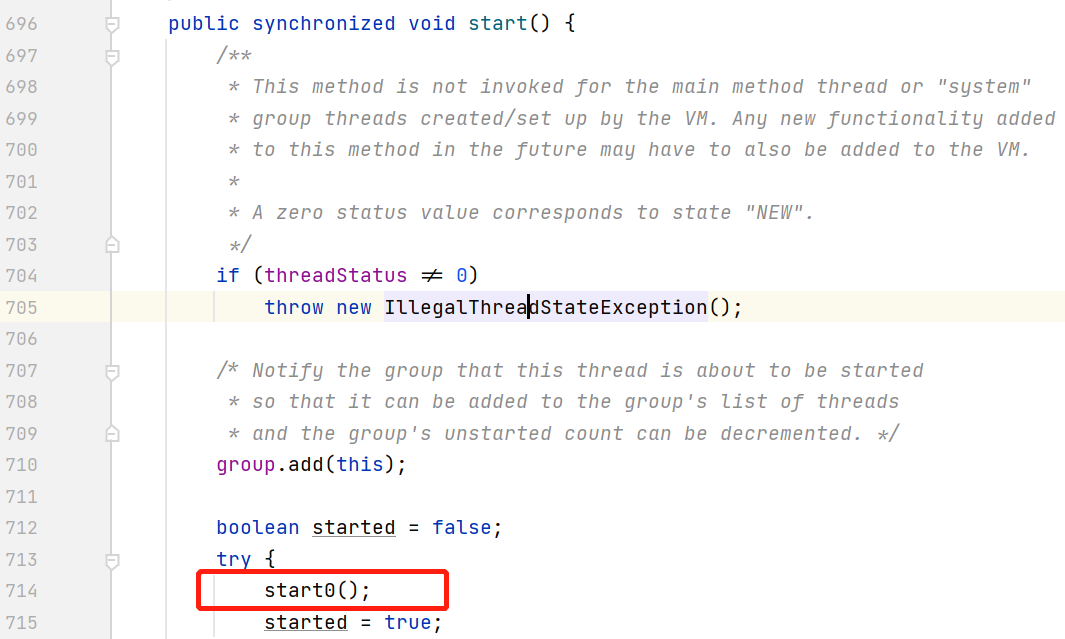 696 public synchronized void start() {
697 /**
698 * This method is not invoked for the main method thread or "system"
699 * group threads created/set up by the VM. Any new functionality added
700 * to this method in the future may have to also be added to the VM.
701 *
702 * A zero status value corresponds to state "NEW".
703 */
704 if (threadStatus ≠ 0)
705 throw new IllegalThreadStateException();
706
707 /* Notify the group that this thread is about to be started
708 * so that it can be added to the group's list of threads
709 * and the group's unstarted count can be decremented. */
710 group.add(this);
711
712 boolean started = false;
713 try {
714 start0();
715 started = true;